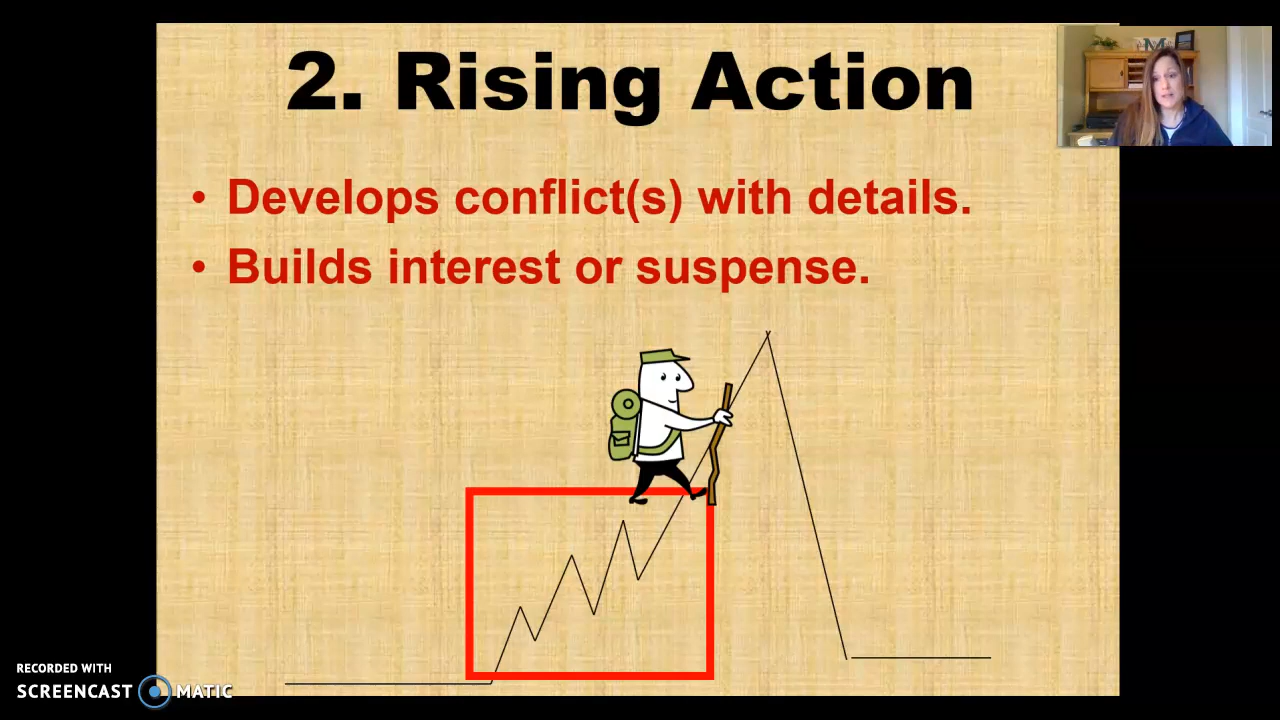 2. Rising Action
M
• Develops conflict(s) with details.
• Builds interest or suspense.
RECORDED WITH
SCREENCAST MATIC